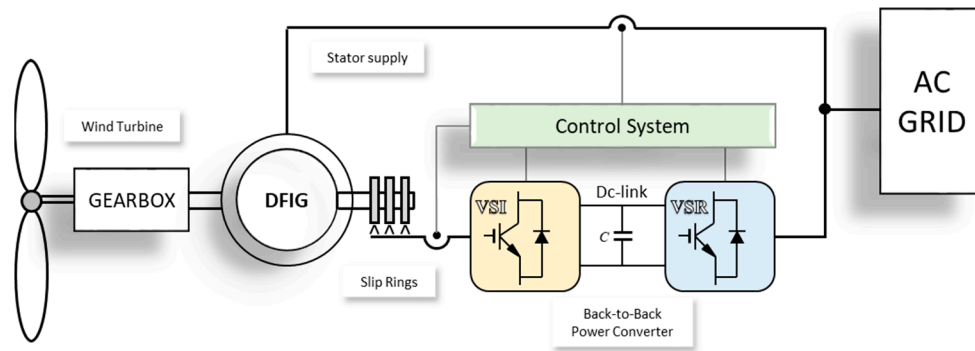 Stator supply
AC
GRID
Wind Turbine
Control System
GEARBOX
DFIG
VSI
Dc-link
VSR
C
Slip Rings
Back-to-Back
Power Converter